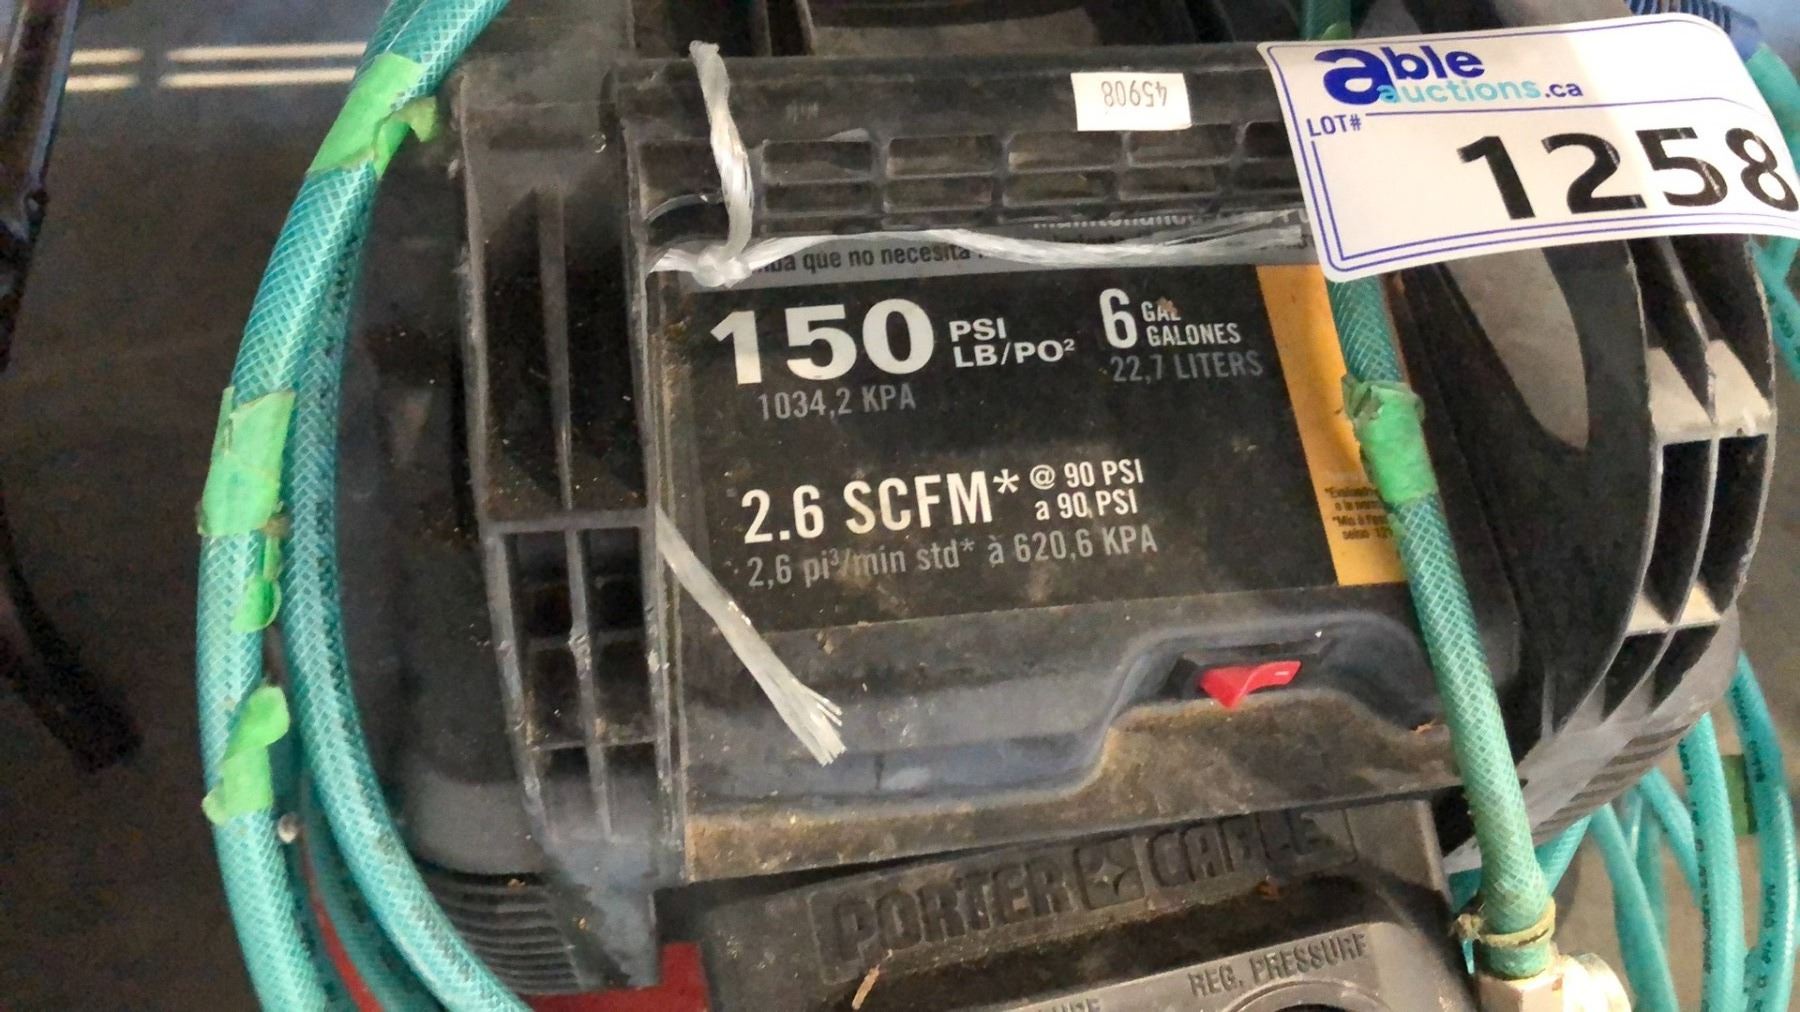 able
auctions.ca
LOT#
1258
45908
que no necesita
150 PSI
LB/PO²
1034,2 KPA
6 GAL
GALONES
22,7 LITERS
2.6 SCFM* @ 90 PSI
a 90 PSI
2,6 pi³/min std* à 620,6 KPA
PORTER CABLE
REG. PRESSURE